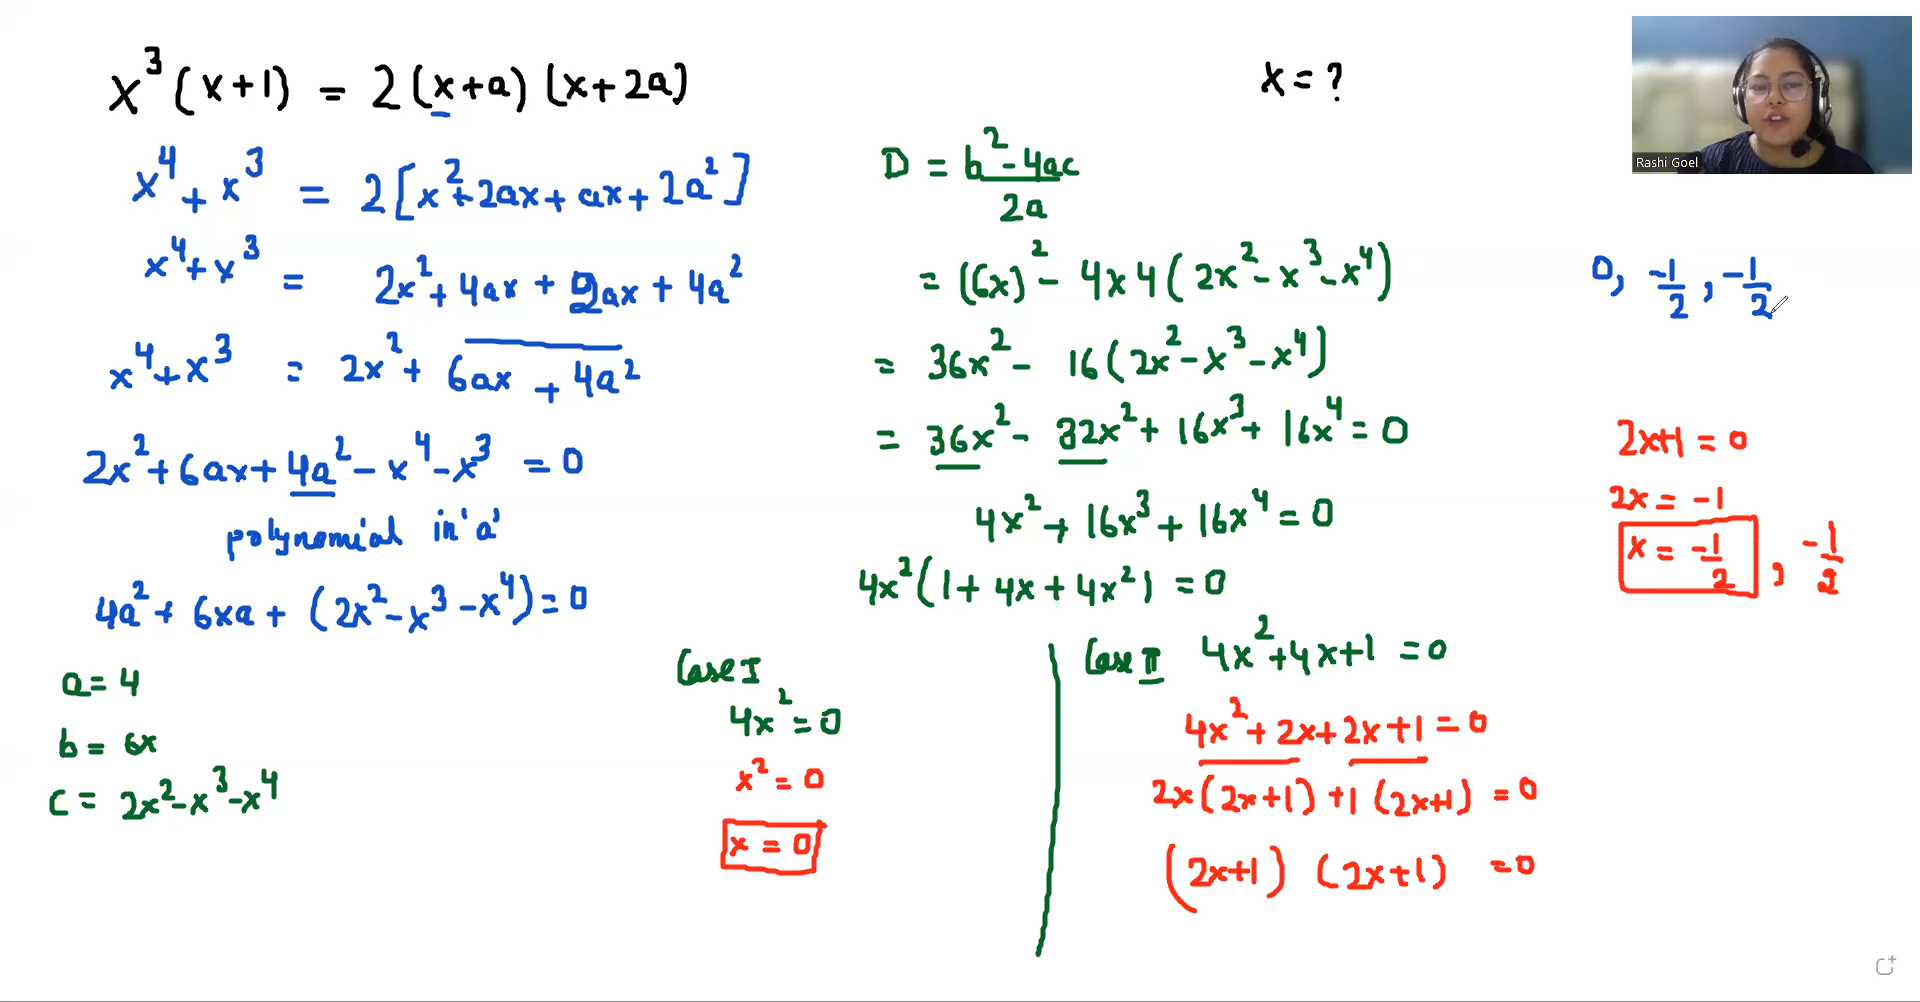 x³(x+1) = 2(x+a)(x+2a)
x⁴+x³ = 2[x²+2ax+ax+2a²]
x⁴+x³ = 2x²+4ax+2ax+4a²
x⁴+x³ = 2x²+6ax+4a²
2x²+6ax+4a²-x⁴-x³ = 0
polynomial in 'a'
4a²+6xa+(2x²-x³-x⁴)=0
a= 4
b= 6x
c= 2x²-x³-x⁴
x=?
D = b²-4ac/2a
= (6x)²-4x4(2x²-x³-x⁴)
= 36x²-16(2x²-x³-x⁴)
= 36x²-32x²+16x³+16x⁴=0
4x²+16x³+16x⁴=0
4x²(1+4x+4x²)=0
Case I
4x²=0
x²=0
x=0
Case II 4x²+4x+1=0
4x²+2x+2x+1=0
2x(2x+1)+1(2x+1)=0
(2x+1)(2x+1)=0
Rashi Goel
0, -1/2, -1/2
2x+1=0
2x=-1
x=-1/2, -1/2